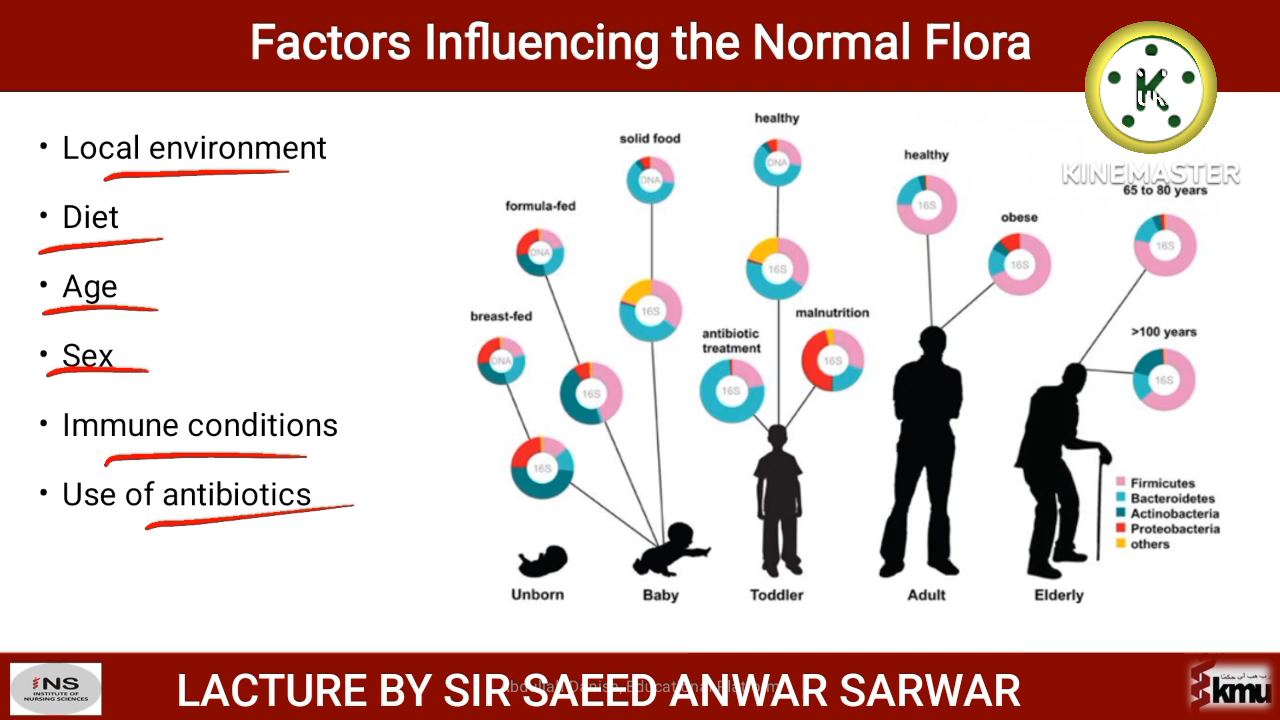 Factors Influencing the Normal Flora
K
KINEMASTER
• Local environment
• Diet
• Age
• Sex
• Immune conditions
• Use of antibiotics
healthy
solid food
healthy
65 to 80 years
formula-fed
obese
breast-fed
malnutrition
antibiotic
treatment
>100 years
DNA
DNA
DNA
DNA
16S
16S
16S
16S
16S
16S
16S
16S
16S
16S
16S
Firmicutes
Bacteroidetes
Actinobacteria
Proteobacteria
others
Unborn
Baby
Toddler
Adult
Elderly
INS
INSTITUTE OF
NURSING SCIENCES
LACTURE BY SIR SAEED ANWAR SARWAR
kmu